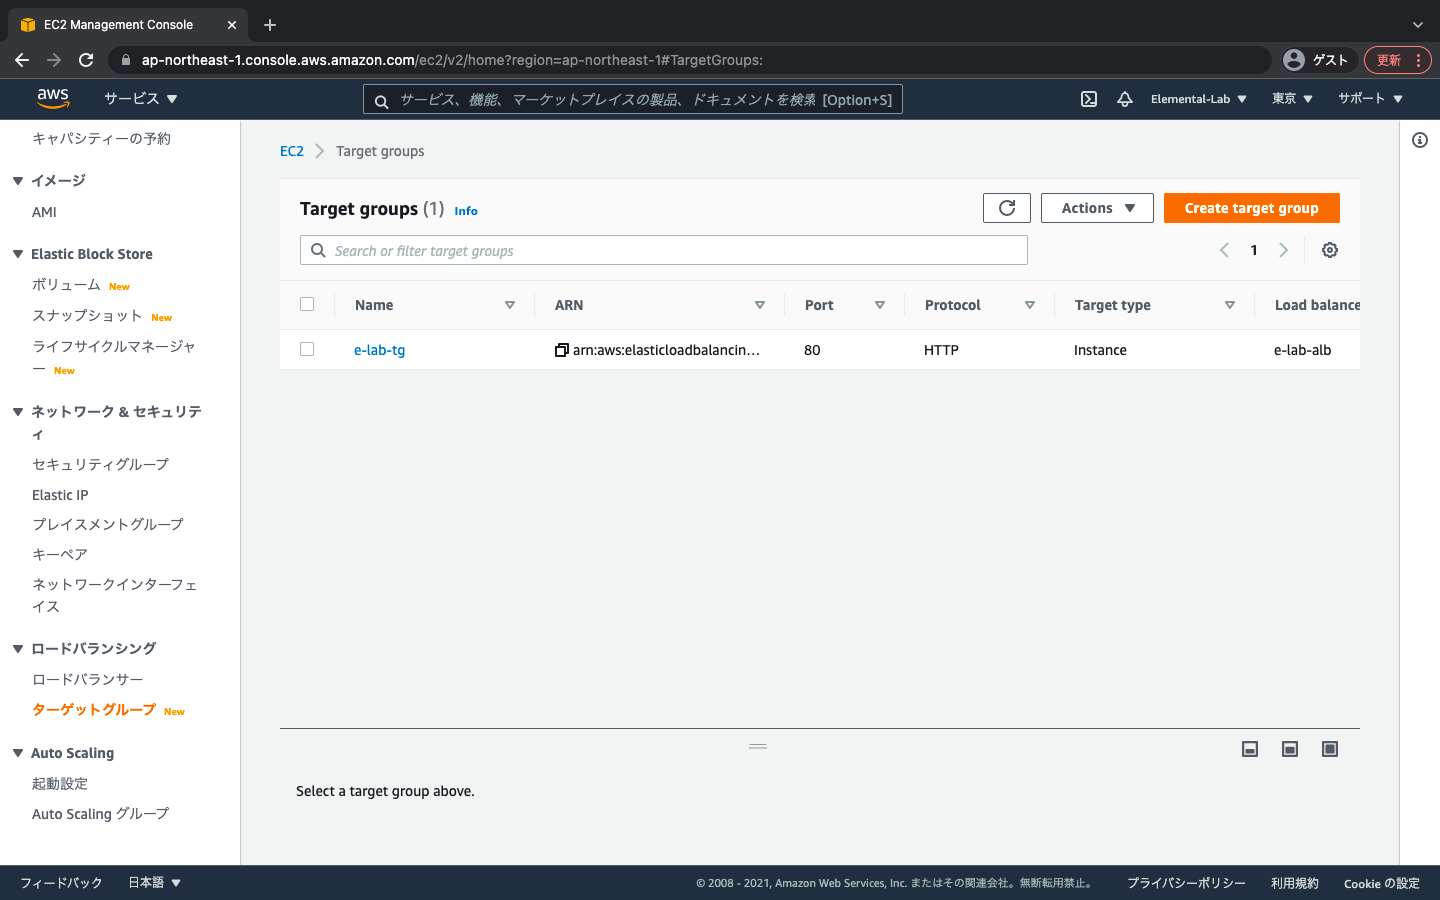 EC2 Management Console
ap-northeast-1.console.aws.amazon.com/ec2/v2/home?region=ap-northeast-1#TargetGroups:
ゲスト
更新
aws
サービス
サービス、機能、マーケットプレイスの製品、ドキュメントを検索 [Option+S]
Elemental-Lab
東京
サポート
キャパシティーの予約
イメージ
AMI
Elastic Block Store
ボリューム New
スナップショット New
ライフサイクルマネージャ
ー New
ネットワーク & セキュリテ
ィ
セキュリティグループ
Elastic IP
プレイスメントグループ
キーペア
ネットワークインターフェ
イス
ロードバランシング
ロードバランサー
ターゲットグループ New
Auto Scaling
起動設定
Auto Scaling グループ
EC2
Target groups
Target groups (1) Info
Actions
Create target group
Search or filter target groups
1
Name ARN Port Protocol Target type Load balance
e-lab-tg arn:aws:elasticloadbalancin... 80 HTTP Instance e-lab-alb
Select a target group above.
フィードバック
日本語
© 2008 - 2021, Amazon Web Services, Inc. またはその関連会社。無断転用禁止。
プライバシーポリシー
利用規約
Cookie の設定